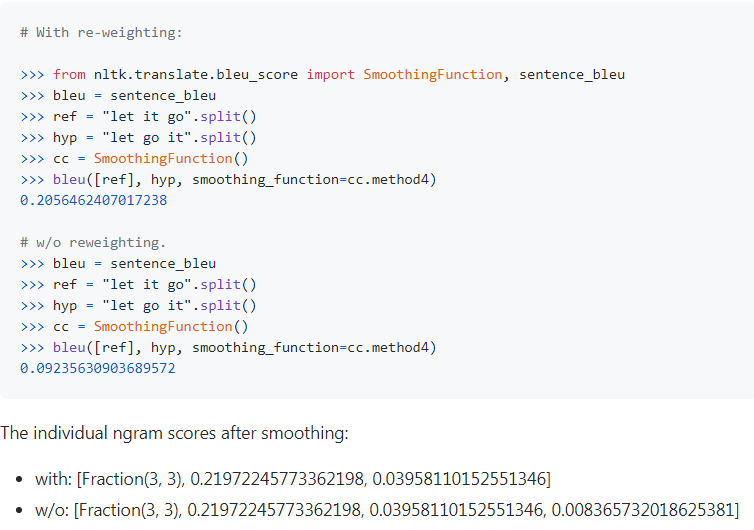 # With re-weighting:
>>> from nltk.translate.bleu_score import SmoothingFunction, sentence_bleu
>>> bleu = sentence_bleu
>>> ref = "let it go".split()
>>> hyp = "let go it".split()
>>> cc = SmoothingFunction()
>>> bleu([ref], hyp, smoothing_function=cc.method4)
0.2056462407017238
# w/o reweighting.
>>> bleu = sentence_bleu
>>> ref = "let it go".split()
>>> hyp = "let go it".split()
>>> cc = SmoothingFunction()
>>> bleu([ref], hyp, smoothing_function=cc.method4)
0.09235630903689572
The individual ngram scores after smoothing:
• with: [Fraction(3, 3), 0.21972245773362198, 0.03958110152551346]
• w/o: [Fraction(3, 3), 0.21972245773362198, 0.03958110152551346, 0.008365732018625381]